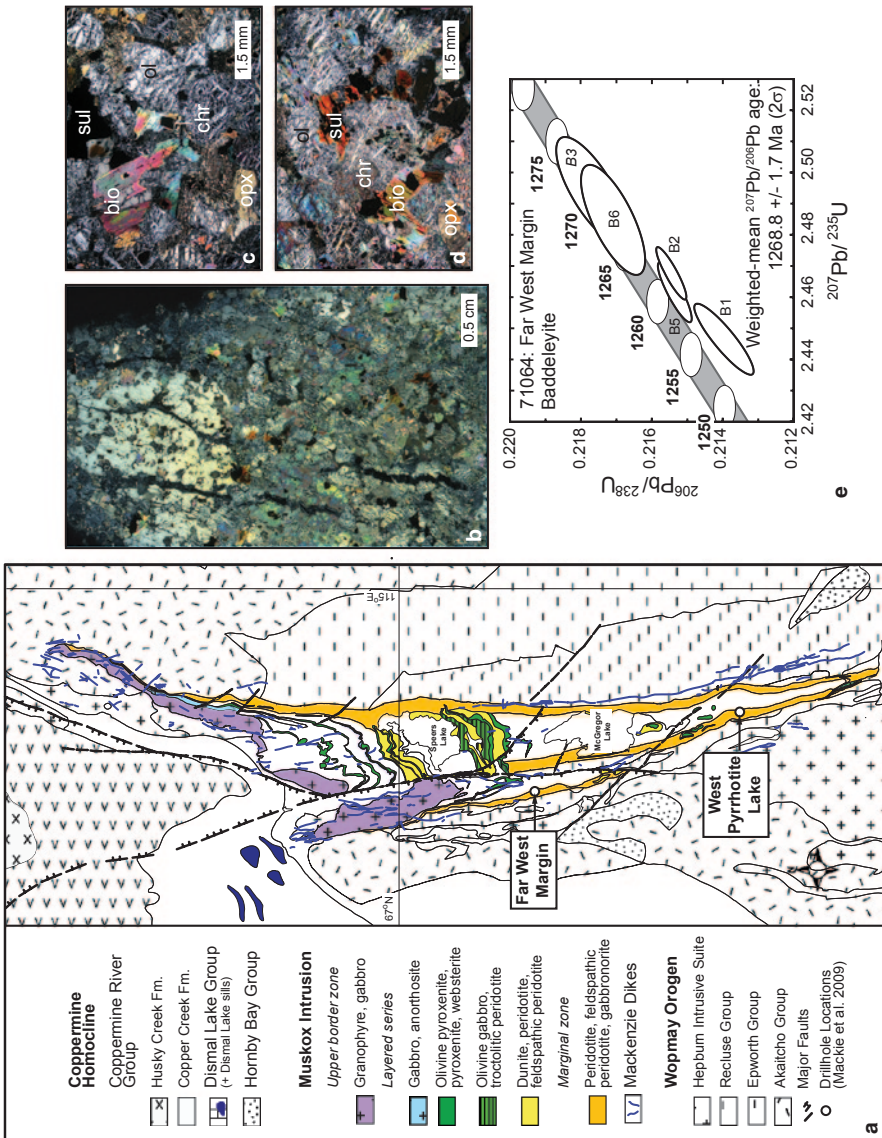 Coppermine
Homocline
Coppermine River
Group
Husky Creek Fm.
Copper Creek Fm.
Dismal Lake Group
(+ Dismal Lake sills)
Hornby Bay Group
Muskox Intrusion
Upper border zone
Granophyre, gabbro
Layered series
Gabbro, anorthosite
Olivine pyroxenite,
pyroxenite, websterite
Olivine gabbro,
troctolitic peridotite
Dunite, peridotite,
feldspathic peridotite
Marginal zone
Peridotite, feldspathic
peridotite, gabbronorite
Mackenzie Dikes
Wopmay Orogen
Hepburn Intrusive Suite
Recluse Group
Epworth Group
Akaitcho Group
Major Faults
Drillhole Locations
(Mackie et al. 2009)
a
67°N
115°E
Speers
Lake
McGregor
Lake
Far West
Margin
West
Pyrrhotite
Lake
b
0.5 cm
c
sul
bio
ol
chr
opx
1.5 mm
d
ol
sul
chr
bio
opx
1.5 mm
71064: Far West Margin
Baddeleyite
206Pb/238U
0.220
0.218
0.216
0.214
0.212
1275
1270
1265
1260
1255
1250
B3
B6
B2
B5
B1
Weighted-mean 207Pb/206Pb age:
1268.8 +/- 1.7 Ma (2σ)
2.42
2.44
2.46
2.48
2.50
2.52
207Pb/235U
e